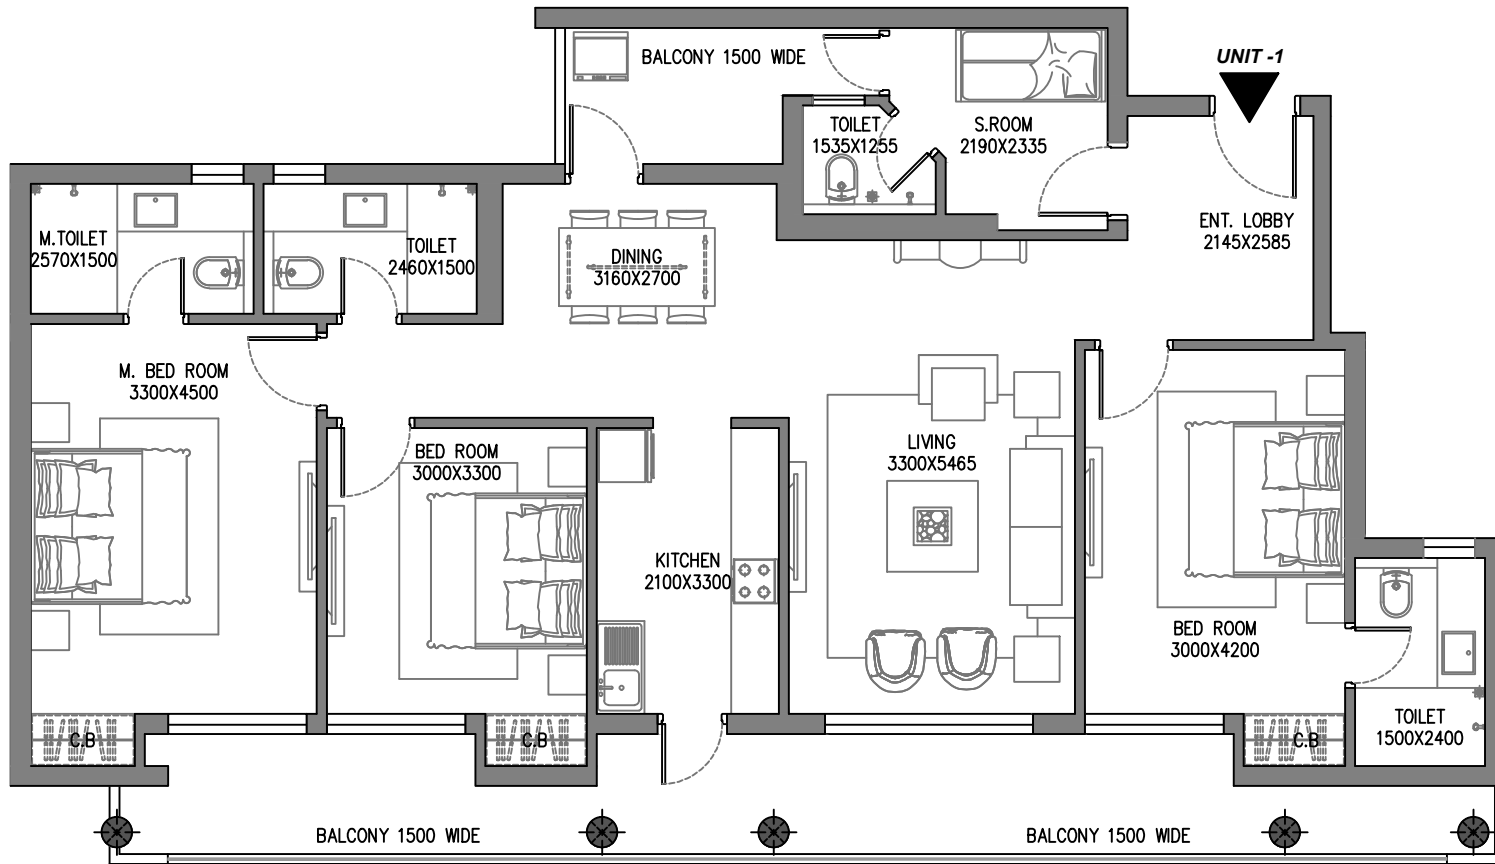 UNIT -1
BALCONY 1500 WIDE
TOILET
1535X1255
S.ROOM
2190X2335
ENT. LOBBY
2145X2585
M.TOILET
2570X1500
TOILET
2460X1500
DINING
3160X2700
M. BED ROOM
3300X4500
BED ROOM
3000X3300
LIVING
3300X5465
KITCHEN
2100X3300
BED ROOM
3000X4200
TOILET
1500X2400
C.B
C.B
C.B
BALCONY 1500 WIDE
BALCONY 1500 WIDE